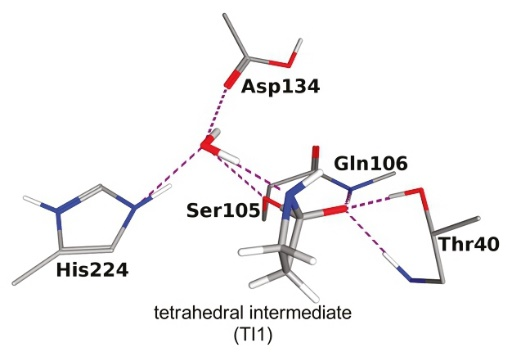 Asp134
Gln106
Ser105
Thr40
His224
tetrahedral intermediate
(TI1)